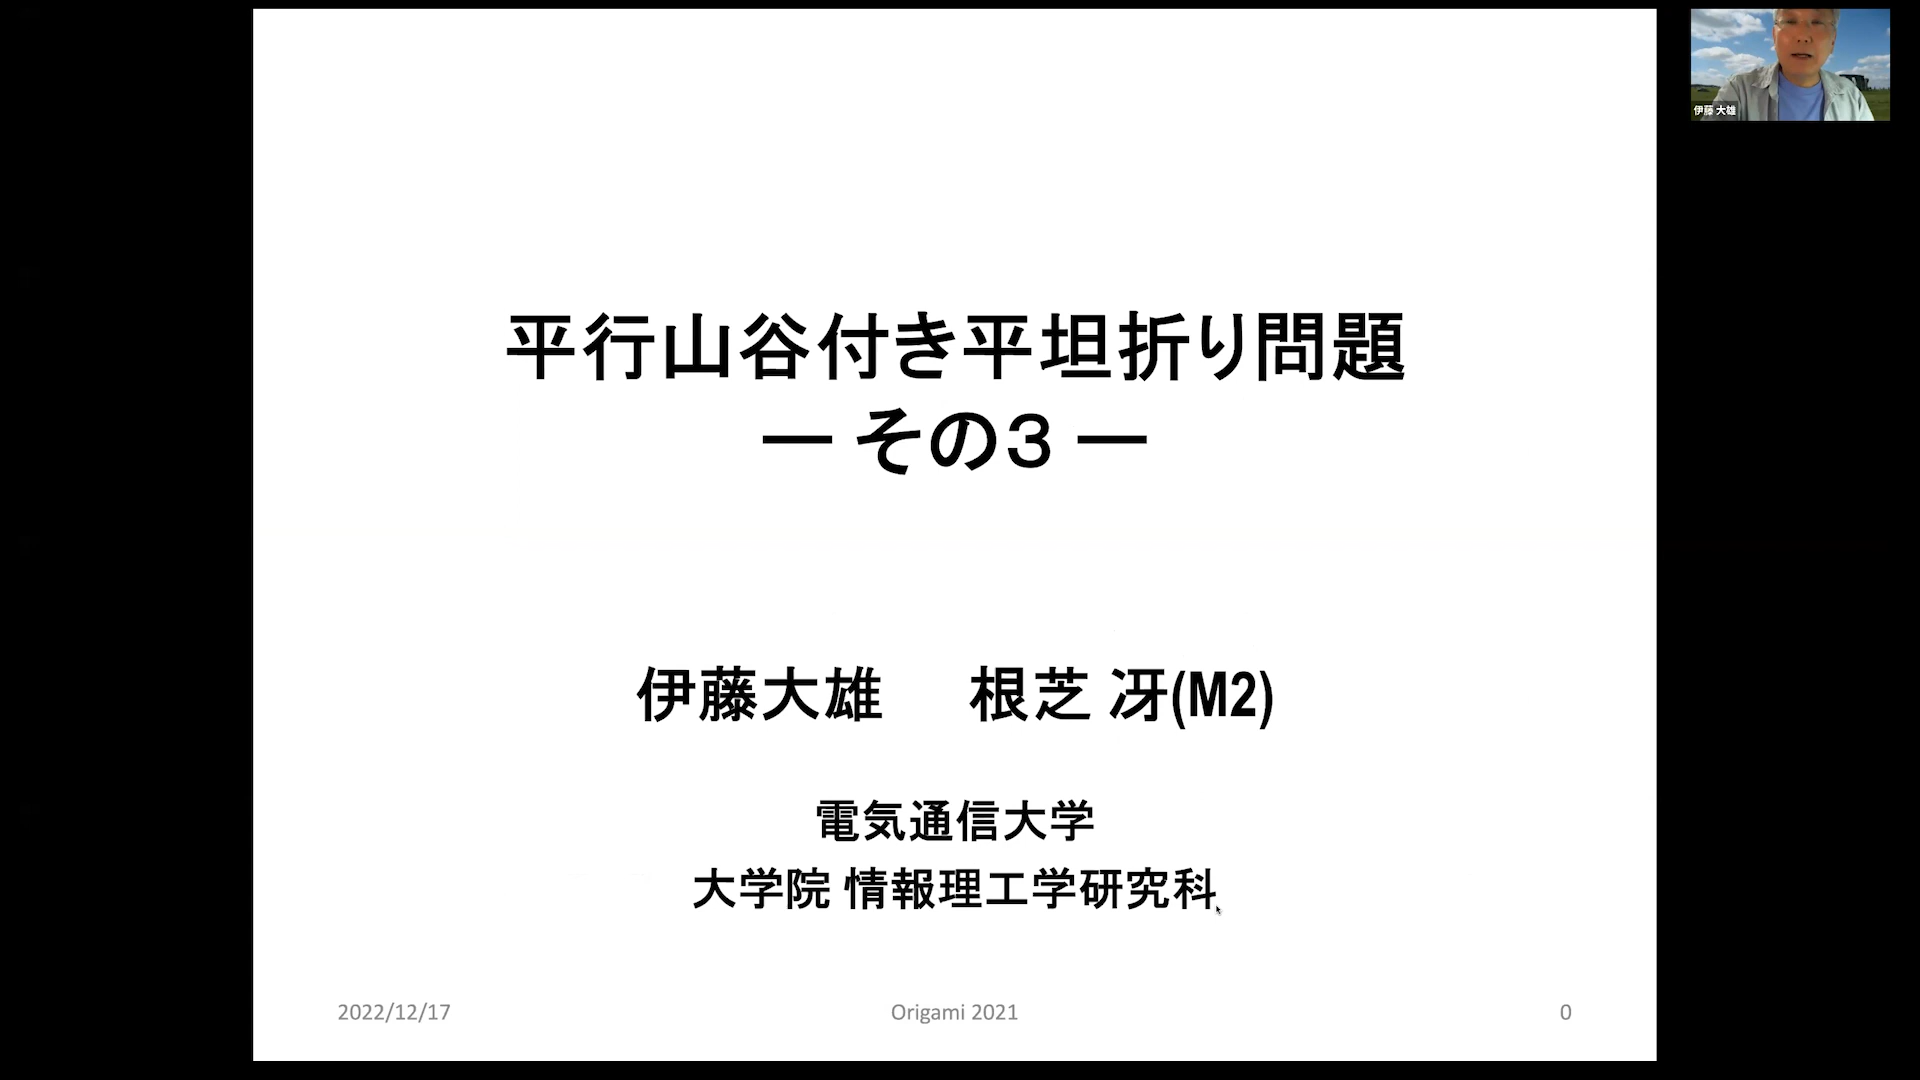 平行山谷付き平坦折り問題
― その３ ―
伊藤大雄 根芝 冴(M2)
電気通信大学
大学院 情報理工学研究科
2022/12/17 Origami 2021 0
伊藤 大雄